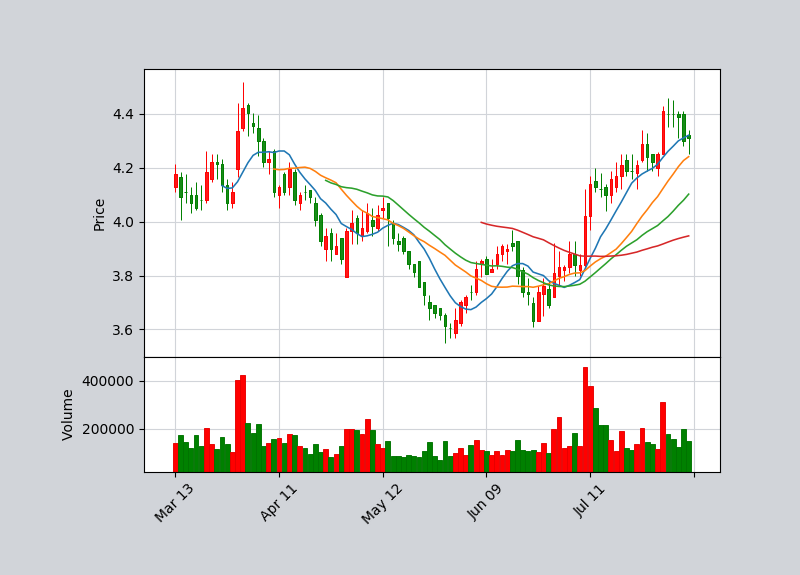 Price
4.4
4.2
4.0
3.8
3.6
Volume
400000
200000
Mar 13
Apr 11
May 12
Jun 09
Jul 11